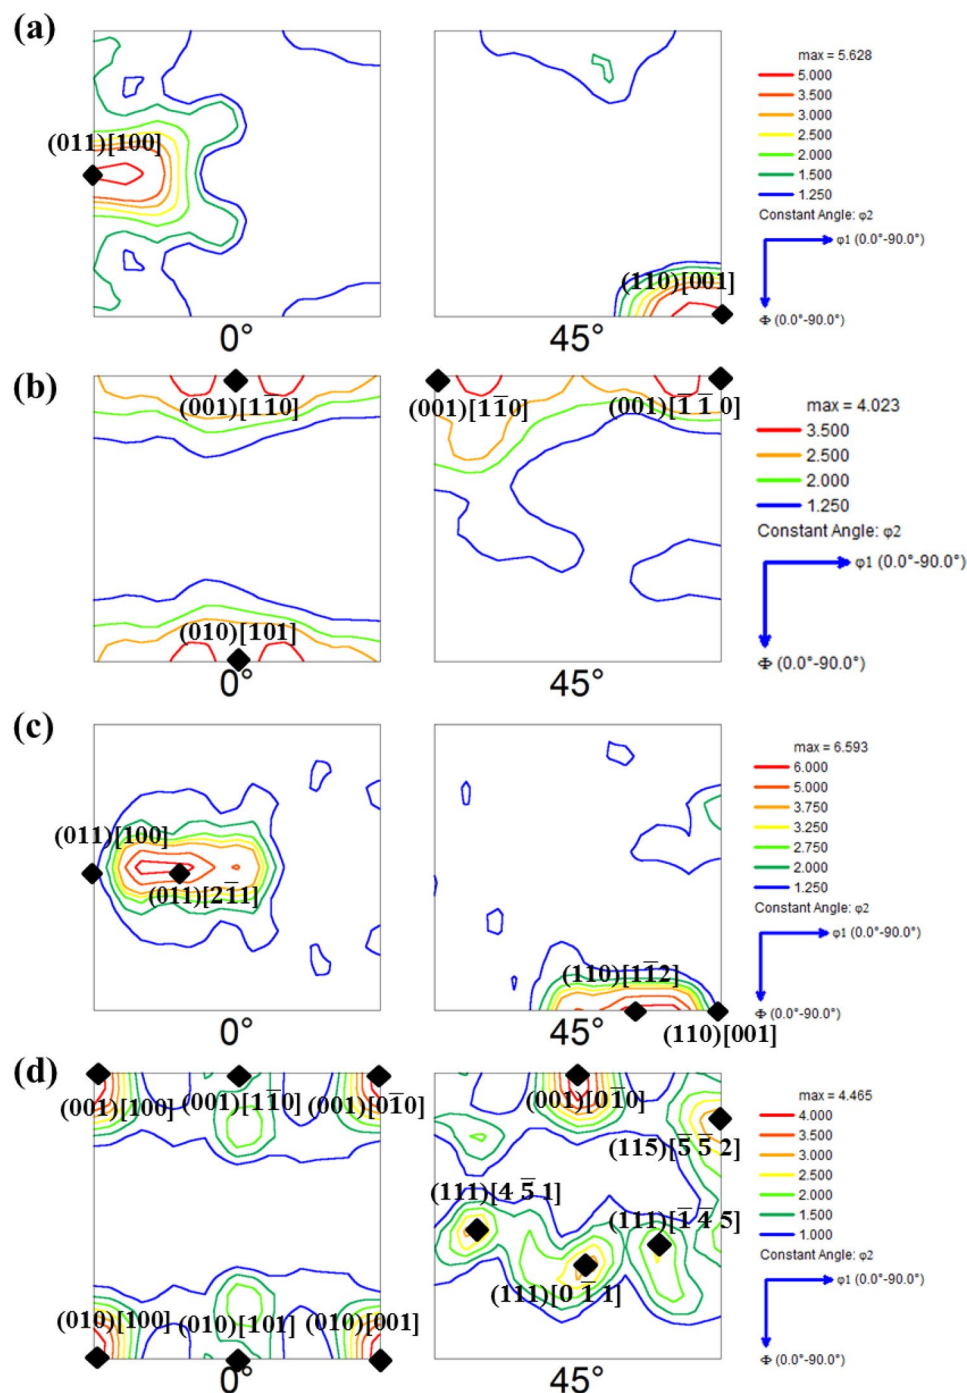 (a)
(011)[100]
(110)[001]
0°
45°
max = 5.628
5.000
3.500
3.000
2.500
2.000
1.500
1.250
Constant Angle: φ2
φ1 (0.0°-90.0°)
Φ (0.0°-90.0°)
(b)
(001)[11̅0]
(010)[101]
(001)[11̅0]
(001)[1̅ 1̅ 0]
0°
45°
max = 4.023
3.500
2.500
2.000
1.250
Constant Angle: φ2
φ1 (0.0°-90.0°)
Φ (0.0°-90.0°)
(c)
(011)[100]
(011)[21̅1]
(110)[11̅2]
(110)[001]
0°
45°
max = 6.593
6.000
5.000
3.750
3.250
2.750
2.000
1.250
Constant Angle: φ2
φ1 (0.0°-90.0°)
Φ (0.0°-90.0°)
(d)
(001)[100]
(001)[11̅0]
(001)[01̅0]
(010)[100]
(010)[101]
(010)[001]
(001)[01̅0]
(115)[5̅ 5̅ 2]
(111)[4 5̅ 1]
(111)[1̅ 4̅ 5]
(111)[0 1̅ 1]
0°
45°
max = 4.465
4.000
3.500
3.000
2.500
2.000
1.500
1.000
Constant Angle: φ2
φ1 (0.0°-90.0°)
Φ (0.0°-90.0°)